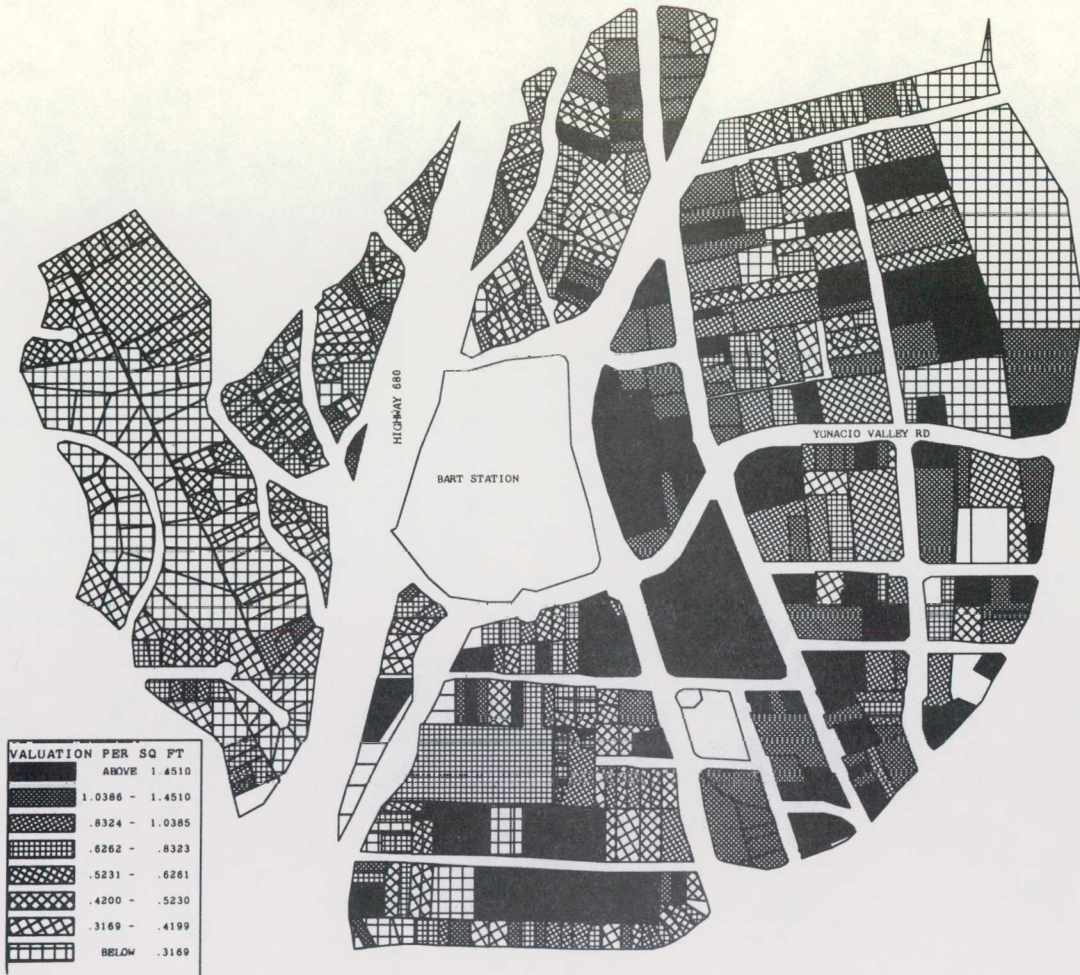 HIGHWAY 680
BART STATION
YGNACIO VALLEY RD
VALUATION PER SQ FT
ABOVE 1.4510
1.0386 - 1.4510
.8324 - 1.0385
.6262 - .8323
.5231 - .6261
.4200 - .5230
.3169 - .4199
BELOW .3169